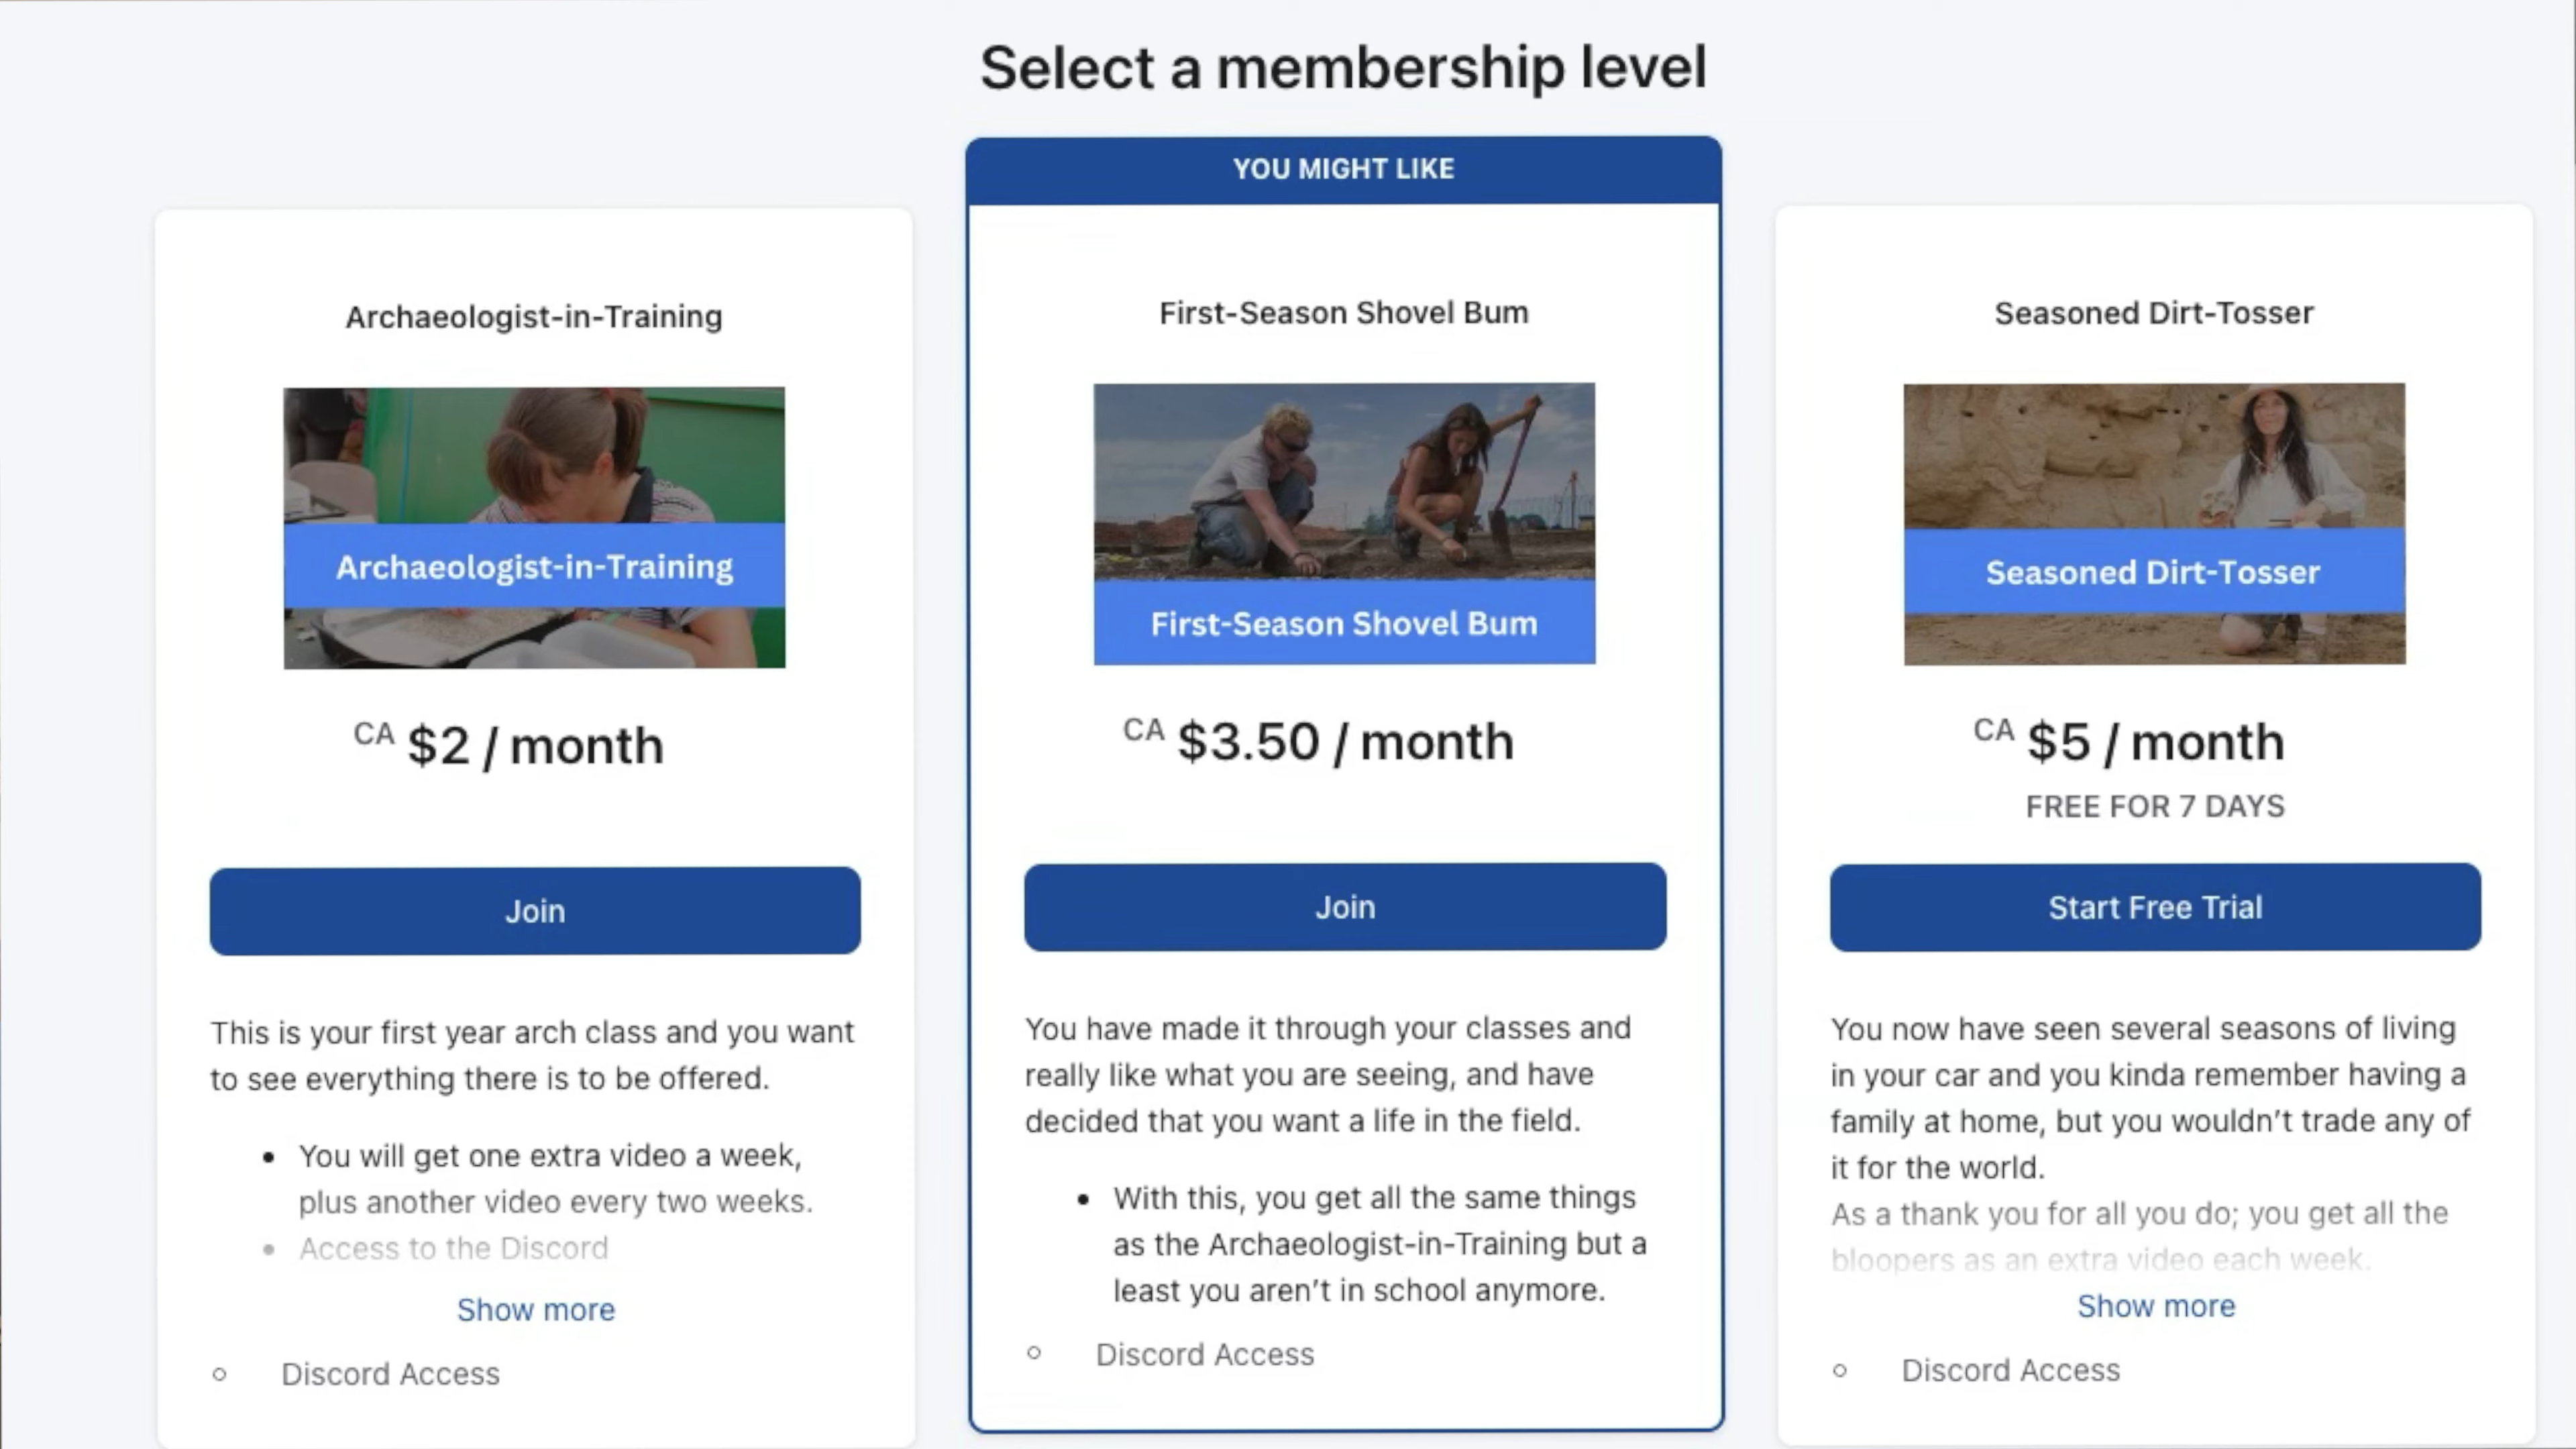 Select a membership level
YOU MIGHT LIKE
Archaeologist-in-Training
Archaeologist-in-Training
CA $2 / month
Join
This is your first year arch class and you want
to see everything there is to be offered.
• You will get one extra video a week,
plus another video every two weeks.
• Access to the Discord
Show more
Discord Access
First-Season Shovel Bum
First-Season Shovel Bum
CA $3.50 / month
Join
You have made it through your classes and
really like what you are seeing, and have
decided that you want a life in the field.
• With this, you get all the same things
as the Archaeologist-in-Training but a
least you aren’t in school anymore.
Discord Access
Seasoned Dirt-Tosser
Seasoned Dirt-Tosser
CA $5 / month
FREE FOR 7 DAYS
Start Free Trial
You now have seen several seasons of living
in your car and you kinda remember having a
family at home, but you wouldn’t trade any of
it for the world.
As a thank you for all you do; you get all the
bloopers as an extra video each week.
Show more
Discord Access